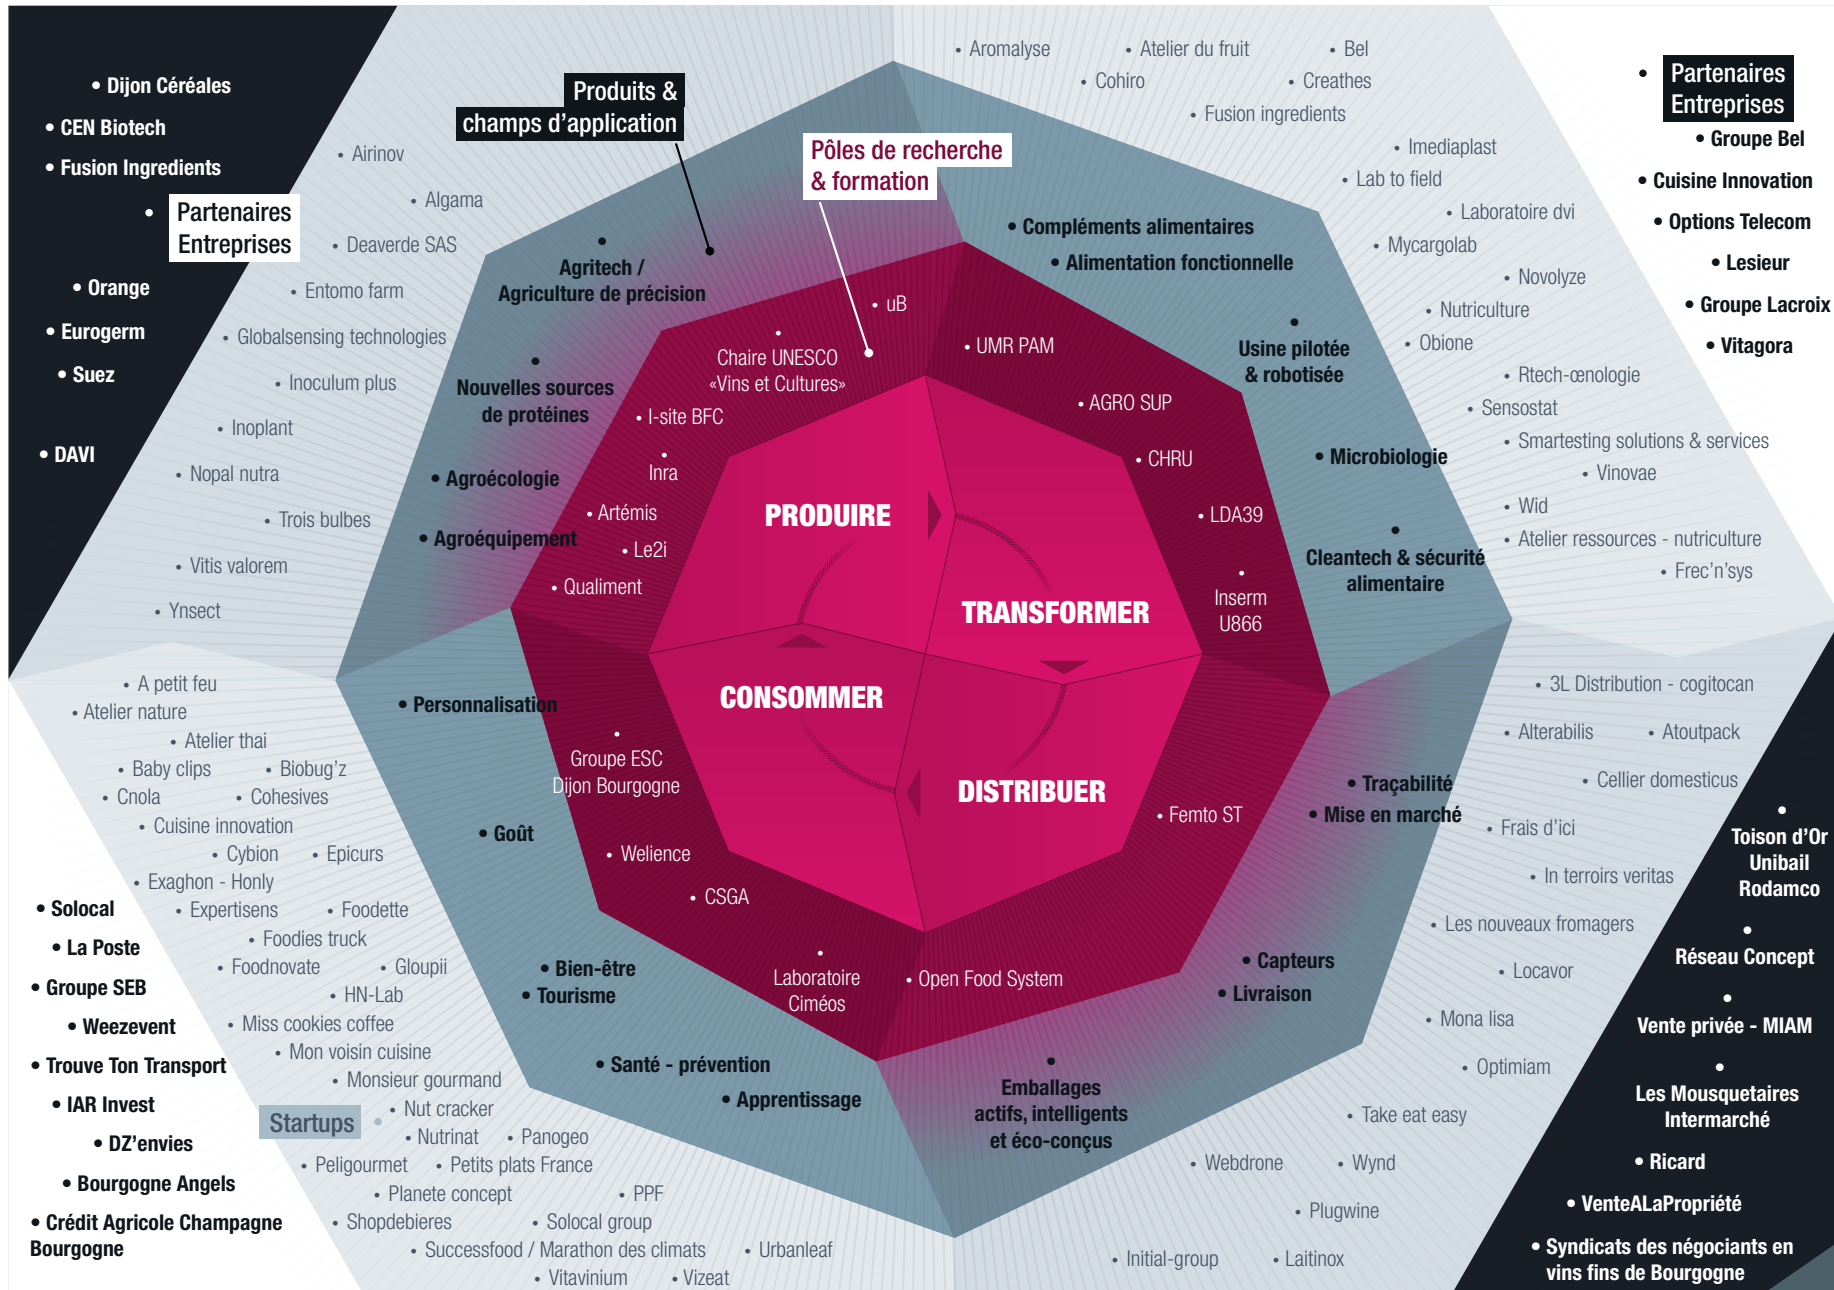 • Dijon Céréales
• CEN Biotech
• Fusion Ingredients
• Partenaires
Entreprises
• Orange
• Eurogerm
• Suez
• DAVI
• Airinov
• Algama
• Deaverde SAS
• Entomo farm
• Globalsensing technologies
• Inoculum plus
• Inoplant
• Nopal nutra
• Trois bulbes
• Vitis valorem
• Ynsect
Produits &
champs d'application
Pôles de recherche
& formation
• Agritech /
Agriculture de précision
• Nouvelles sources
de protéines
• Agroécologie
• Agroéquipement
• uB
• Chaire UNESCO
«Vins et Cultures»
• I-site BFC
• Inra
• Artémis
• Le2i
• Qualiment
PRODUIRE
• Aromalyse
• Atelier du fruit
• Bel
• Cohiro
• Creathes
• Fusion ingredients
• Imediaplast
• Lab to field
• Laboratoire dvi
• Mycargolab
• Novolyze
• Nutriculture
• Obione
• Rtech-œnologie
• Sensostat
• Smartesting solutions & services
• Vinovae
• Wid
• Atelier ressources - nutriculture
• Frec'n'sys
• Partenaires
Entreprises
• Groupe Bel
• Cuisine Innovation
• Options Telecom
• Lesieur
• Groupe Lacroix
• Vitagora
• Compléments alimentaires
• Alimentation fonctionnelle
• Usine pilotée
& robotisée
• Microbiologie
• Cleantech & sécurité
alimentaire
• UMR PAM
• AGRO SUP
• CHRU
• LDA39
• Inserm
U866
TRANSFORMER
CONSOMMER
• Personnalisation
• Goût
• Bien-être
• Tourisme
• Santé - prévention
• Apprentissage
• Groupe ESC
Dijon Bourgogne
• Welience
• CSGA
• Laboratoire
Ciméos
• A petit feu
• Atelier nature
• Atelier thai
• Baby clips
• Biobug'z
• Cnola
• Cohesives
• Cuisine innovation
• Cybion
• Epicurs
• Exaghon - Honly
• Expertisens
• Foodette
• Foodies truck
• Foodnovate
• Gloupii
• HN-Lab
• Miss cookies coffee
• Mon voisin cuisine
• Monsieur gourmand
Startups •
• Nut cracker
• Nutrinat
• Panogeo
• Peligourmet
• Petits plats France
• Planete concept
• PPF
• Shopdebieres
• Solocal group
• Successfood / Marathon des climats
• Urbanleaf
• Vitavinium
• Vizeat
• Solocal
• La Poste
• Groupe SEB
• Weezevent
• Trouve Ton Transport
• IAR Invest
• DZ'envies
• Bourgogne Angels
• Crédit Agricole Champagne
Bourgogne
DISTRIBUER
• Femto ST
• Open Food System
• Traçabilité
• Mise en marché
• Capteurs
• Livraison
• Emballages
actifs, intelligents
et éco-conçus
• 3L Distribution - cogitocan
• Alterabilis
• Atoutpack
• Cellier domesticus
• Frais d'ici
• In terroirs veritas
• Les nouveaux fromagers
• Locavor
• Mona lisa
• Optimiam
• Take eat easy
• Webdrone
• Wynd
• Plugwine
• Initial-group
• Laitinox
• Toison d'Or
Unibail
Rodamco
• Réseau Concept
• Vente privée - MIAM
• Les Mousquetaires
Intermarché
• Ricard
• VenteALaPropriété
• Syndicats des négociants en
vins fins de Bourgogne